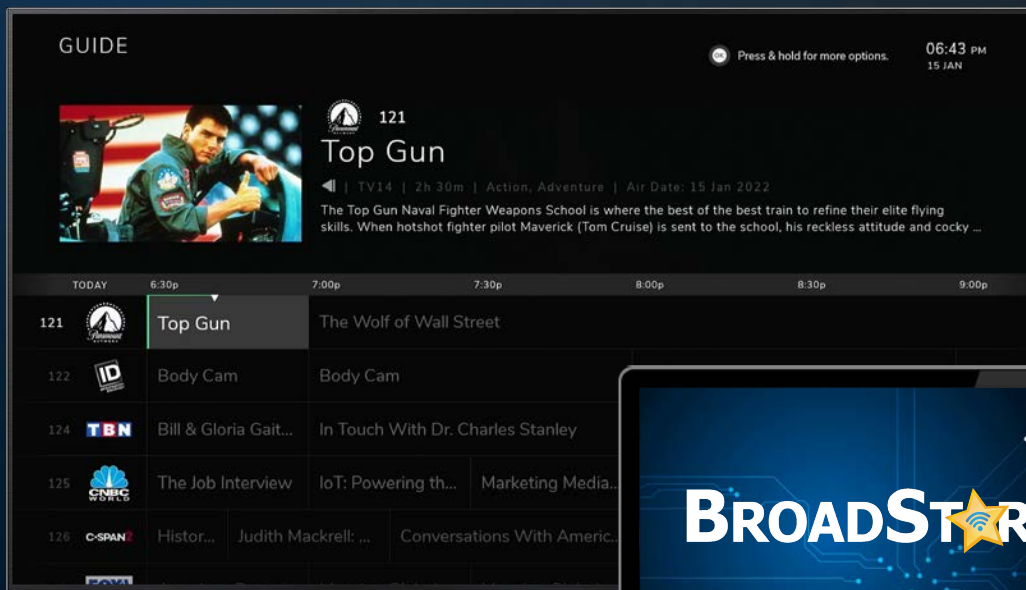 GUIDE
OK Press & hold for more options.
06:43 PM
15 JAN
Paramount NETWORK 121
Top Gun
| TV14 | 2h 30m | Action, Adventure | Air Date: 15 Jan 2022
The Top Gun Naval Fighter Weapons School is where the best of the best train to refine their elite flying
skills. When hotshot fighter pilot Maverick (Tom Cruise) is sent to the school, his reckless attitude and cocky ...
TODAY 6:30p 7:00p 7:30p 8:00p 8:30p 9:00p
121 Paramount NETWORK Top Gun The Wolf of Wall Street
122 ID Body Cam Body Cam
124 TBN Bill & Gloria Gait... In Touch With Dr. Charles Stanley
125 CNBC WORLD The Job Interview IoT: Powering th... Marketing Media...
126 C-SPAN2 Histor... Judith Mackrell: ... Conversations With Americ...
BROADSTAR